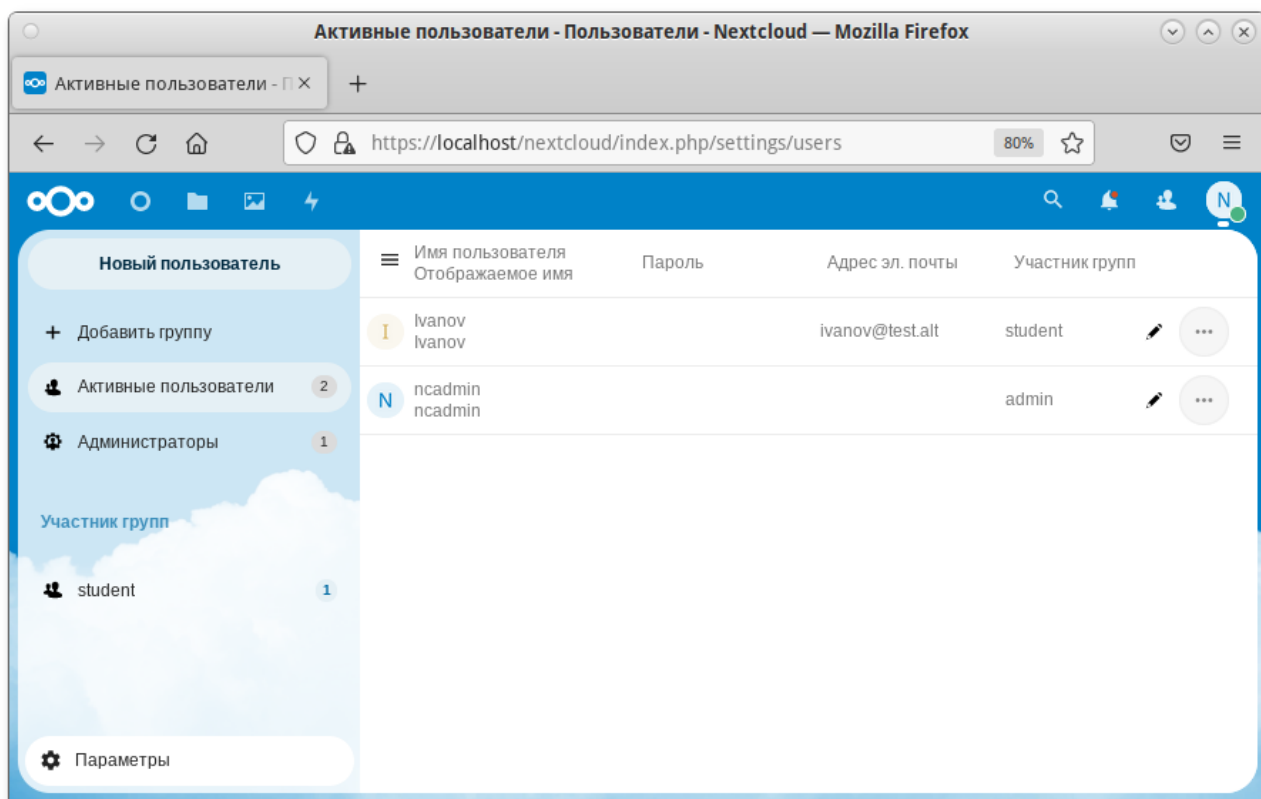 Активные пользователи - Пользователи - Nextcloud — Mozilla Firefox
Активные пользователи - П
https://localhost/nextcloud/index.php/settings/users
80%
N
Новый пользователь
Имя пользователя
Отображаемое имя
Пароль
Адрес эл. почты
Участник групп
Добавить группу
I
Ivanov
Ivanov
ivanov@test.alt
student
Активные пользователи
2
N
ncadmin
ncadmin
admin
Администраторы
1
Участник групп
student
1
Параметры